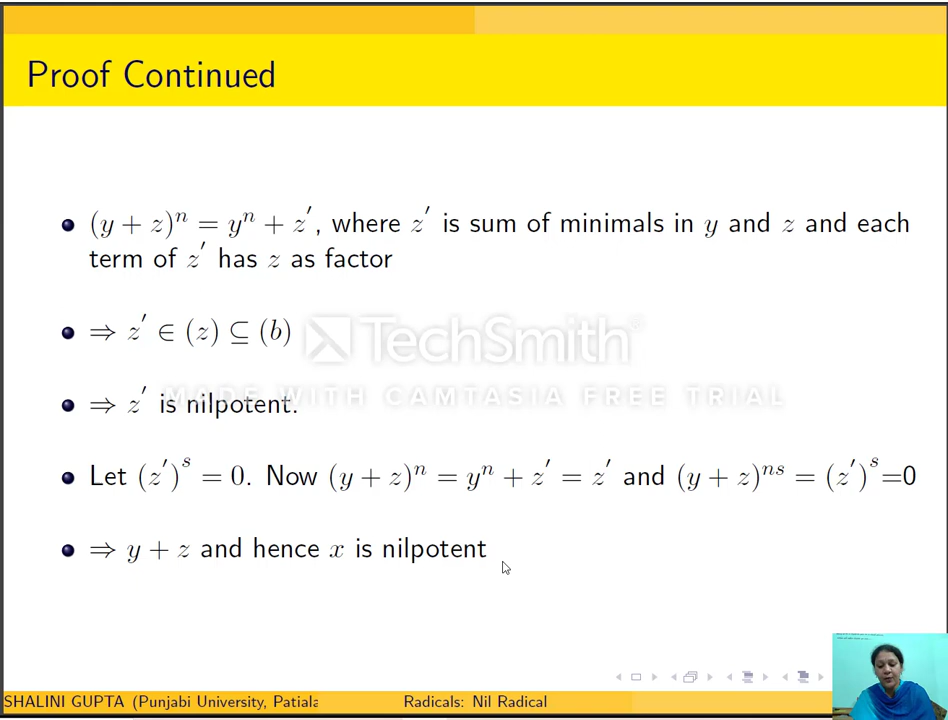 Proof Continued
(y + z)^n = y^n + z′, where z′ is sum of minimals in y and z and each
term of z′ has z as factor
⇒ z′ ∈ (z) ⊆ (b)
TechSmith®
MADE WITH CAMTASIA FREE TRIAL
⇒ z′ is nilpotent.
Let (z′)^s = 0. Now (y + z)^n = y^n + z′ = z′ and (y + z)^{ns} = (z′)^s=0
⇒ y + z and hence x is nilpotent
SHALINI GUPTA (Punjabi University, Patiala
Radicals: Nil Radical